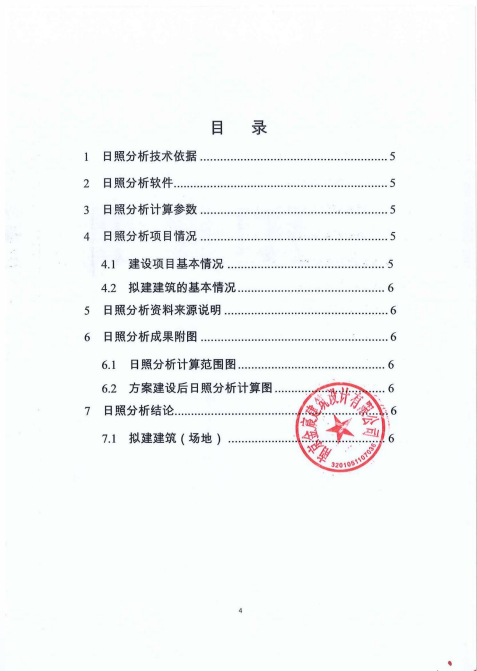 目 录
1 日照分析技术依据 ........................ 5
2 日照分析软件 ........................ 5
3 日照分析计算参数 ........................ 5
4 日照分析项目情况 ........................ 5
4.1 建设项目基本情况 ........................ 5
4.2 拟建建筑的基本情况 ........................ 6
5 日照分析资料来源说明 ........................ 6
6 日照分析成果附图 ........................ 6
6.1 日照分析计算范围图 ........................ 6
6.2 方案建设后日照分析计算图 ........................ 6
7 日照分析结论 ........................ 6
7.1 拟建建筑（场地） ........................ 6
3201051107035
4